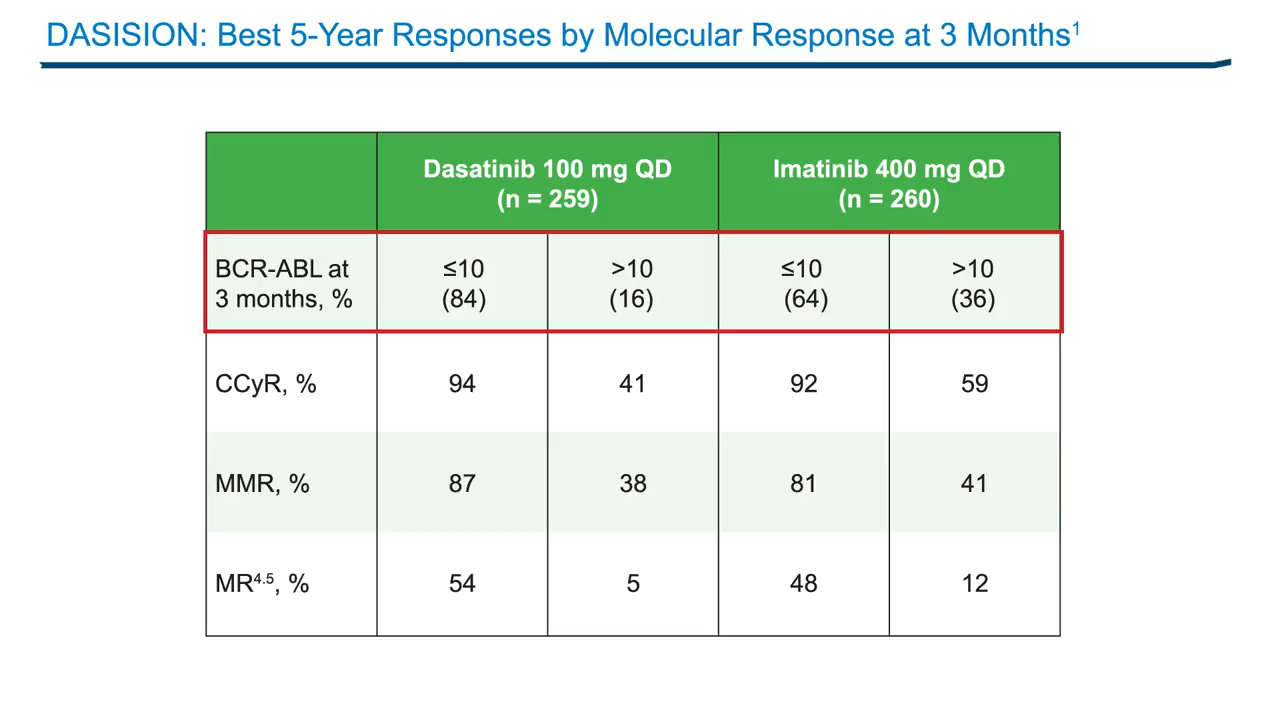 DASISION: Best 5-Year Responses by Molecular Response at 3 Months¹
Dasatinib 100 mg QD
(n = 259)
Imatinib 400 mg QD
(n = 260)
BCR-ABL at
3 months, %
≤10
(84)
>10
(16)
≤10
(64)
>10
(36)
CCyR, % 94 41 92 59
MMR, % 87 38 81 41
MR⁴·⁵, % 54 5 48 12